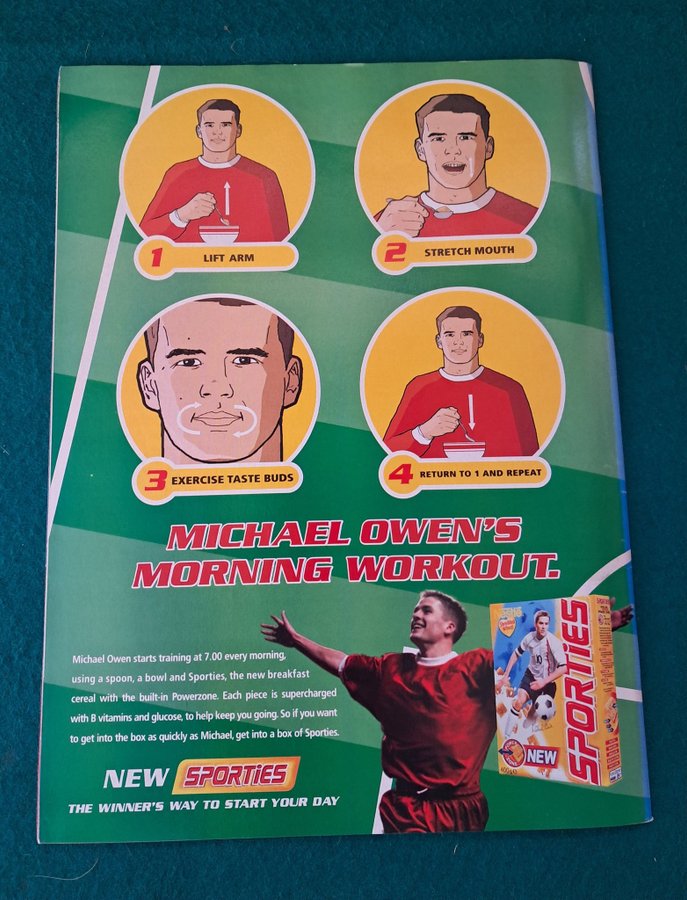 1 LIFT ARM
2 STRETCH MOUTH
3 EXERCISE TASTE BUDS
4 RETURN TO 1 AND REPEAT
MICHAEL OWEN'S
MORNING WORKOUT.
Michael Owen starts training at 7.00 every morning,
using a spoon, a bowl and Sporties, the new breakfast
cereal with the built-in Powerzone. Each piece is supercharged
with B vitamins and glucose, to help keep you going. So if you want
to get into the box as quickly as Michael, get into a box of Sporties.
NEW SPORTiES
THE WINNER'S WAY TO START YOUR DAY
SPORTiES
10
NEW